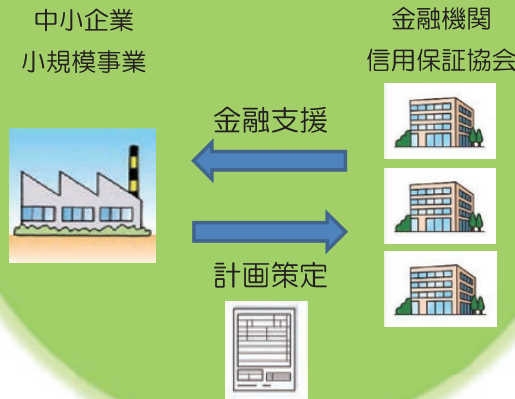 中小企業
小規模事業
金融機関
信用保証協会
金融支援
計画策定